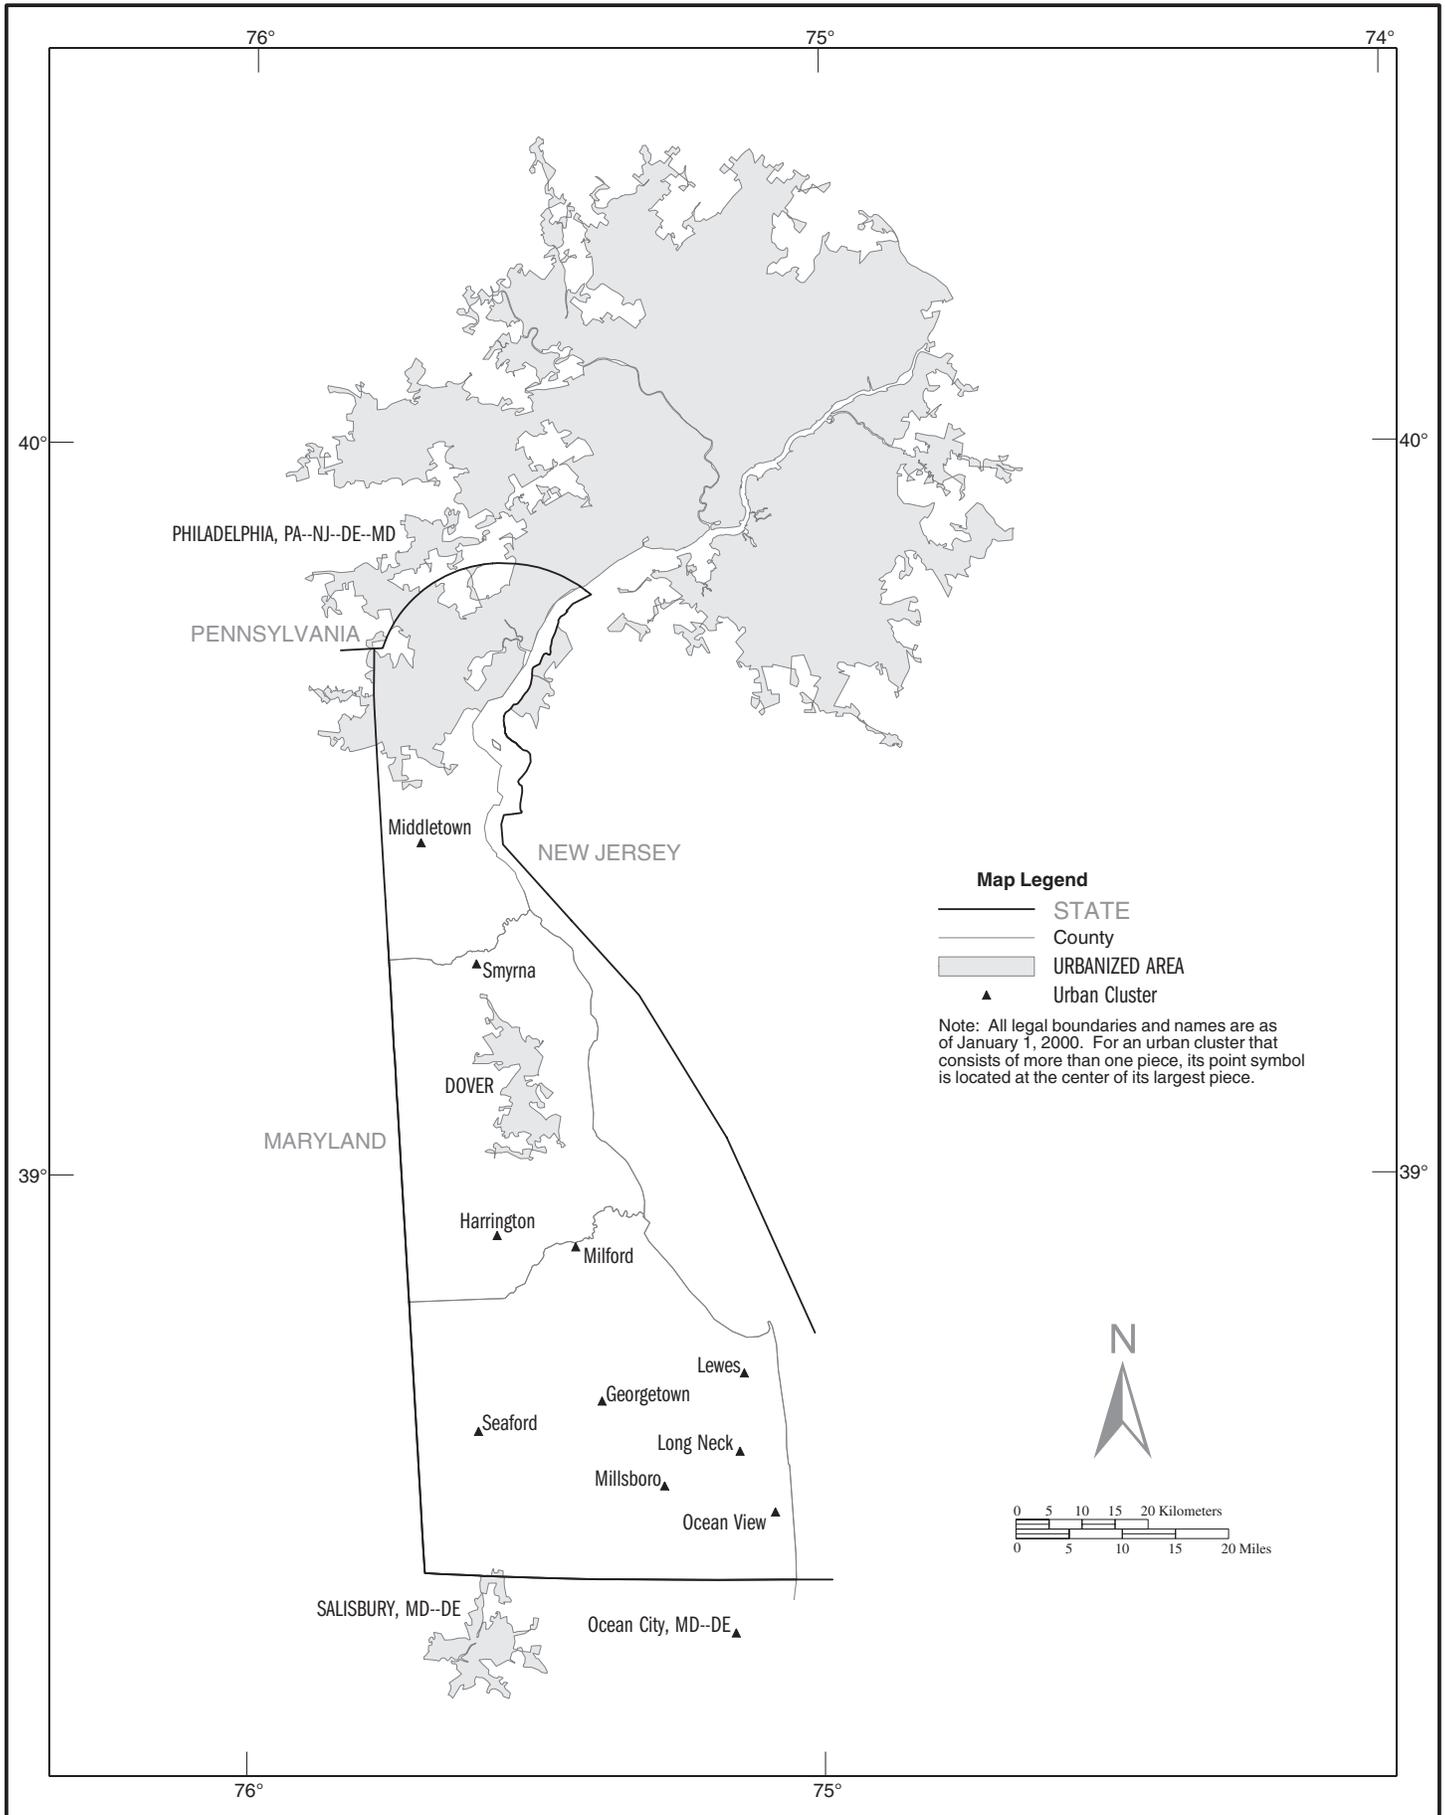 76°
75°
74°
40°
40°
PHILADELPHIA, PA--NJ--DE--MD
PENNSYLVANIA
Middletown
NEW JERSEY
Map Legend
STATE
County
URBANIZED AREA
Urban Cluster
Note: All legal boundaries and names are as
of January 1, 2000. For an urban cluster that
consists of more than one piece, its point symbol
is located at the center of its largest piece.
Smyrna
DOVER
MARYLAND
39°
39°
Harrington
Milford
N
Lewes
Georgetown
Seaford
Long Neck
Millsboro
Ocean View
0 5 10 15 20 Kilometers
0 5 10 15 20 Miles
SALISBURY, MD--DE
Ocean City, MD--DE
76°
75°